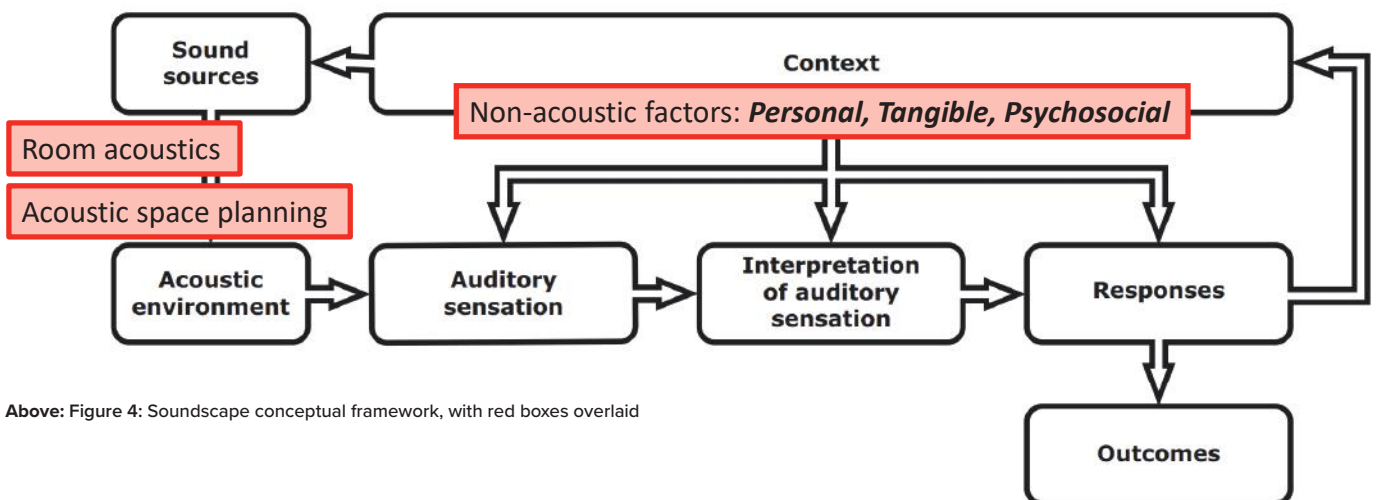 Sound
sources
Context
Non-acoustic factors: Personal, Tangible, Psychosocial
Room acoustics
Acoustic space planning
Acoustic
environment
Auditory
sensation
Interpretation
of auditory
sensation
Responses
Above: Figure 4: Soundscape conceptual framework, with red boxes overlaid
Outcomes